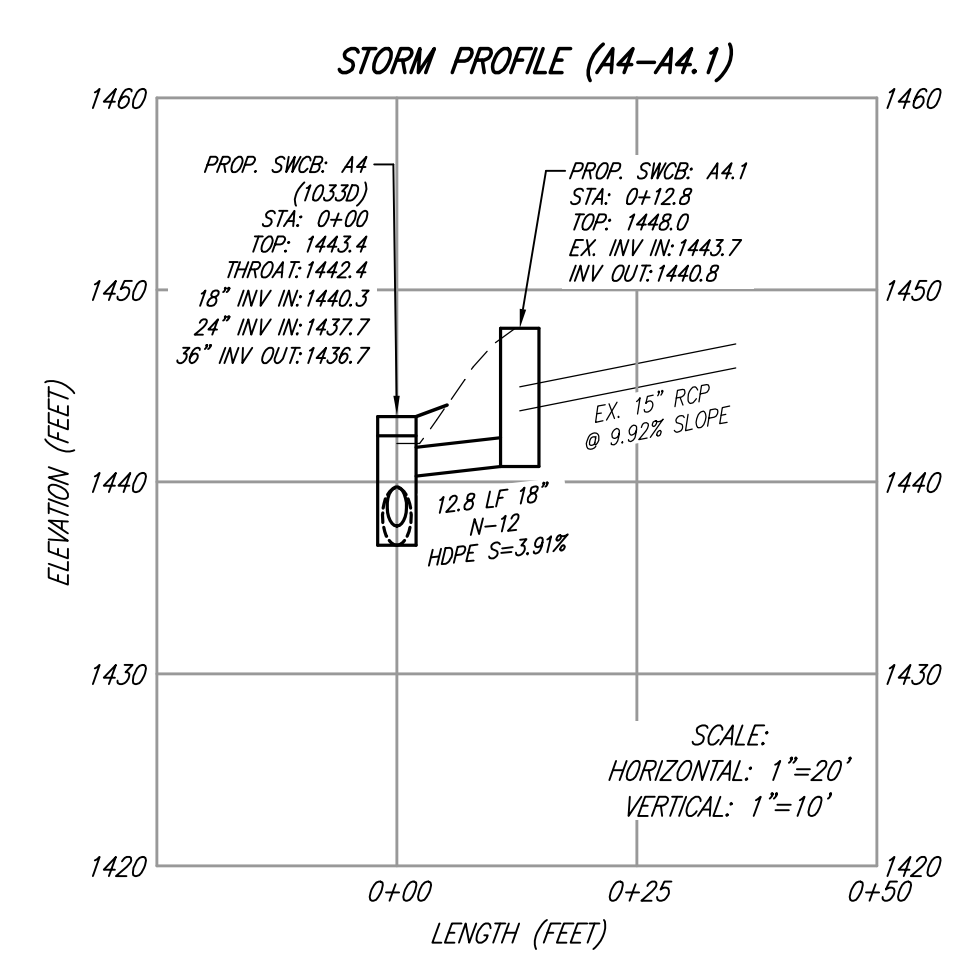 STORM PROFILE (A4-A4.1)
1460
1460
PROP. SWCB: A4
(1033D)
STA: 0+00
TOP: 1443.4
THROAT: 1442.4
18" INV IN: 1440.3
24" INV IN: 1437.7
36" INV OUT: 1436.7
PROP. SWCB: A4.1
STA: 0+12.8
TOP: 1448.0
EX. INV IN: 1443.7
INV OUT: 1440.8
1450
1450
EX. 15" RCP
@ 9.92% SLOPE
ELEVATION (FEET)
1440
1440
12.8 LF 18"
N-12
HDPE S=3.91%
1430
1430
SCALE:
HORIZONTAL: 1"=20'
VERTICAL: 1"=10'
1420
1420
0+00
0+25
0+50
LENGTH (FEET)